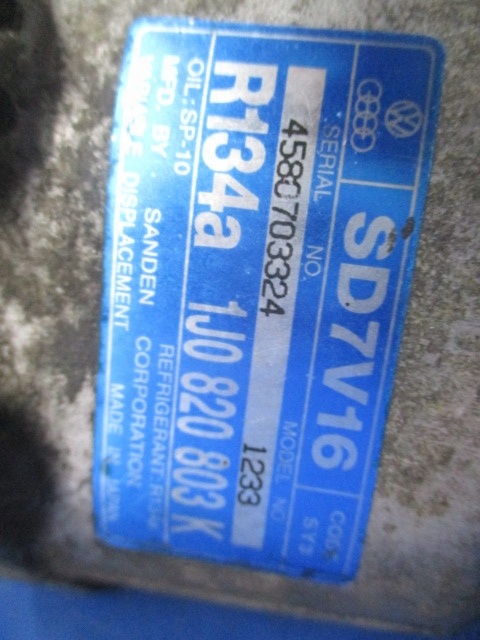 SD7V16 CODE SY3
SERIAL NO. MODEL NO
4580703324 1233
R134a 1J0 820 803 K
OIL:SP-10 REFRIGERANT
MFD. BY SANDEN CORPORATION
VARIABLE DISPLACEMENT MADE IN JAPAN